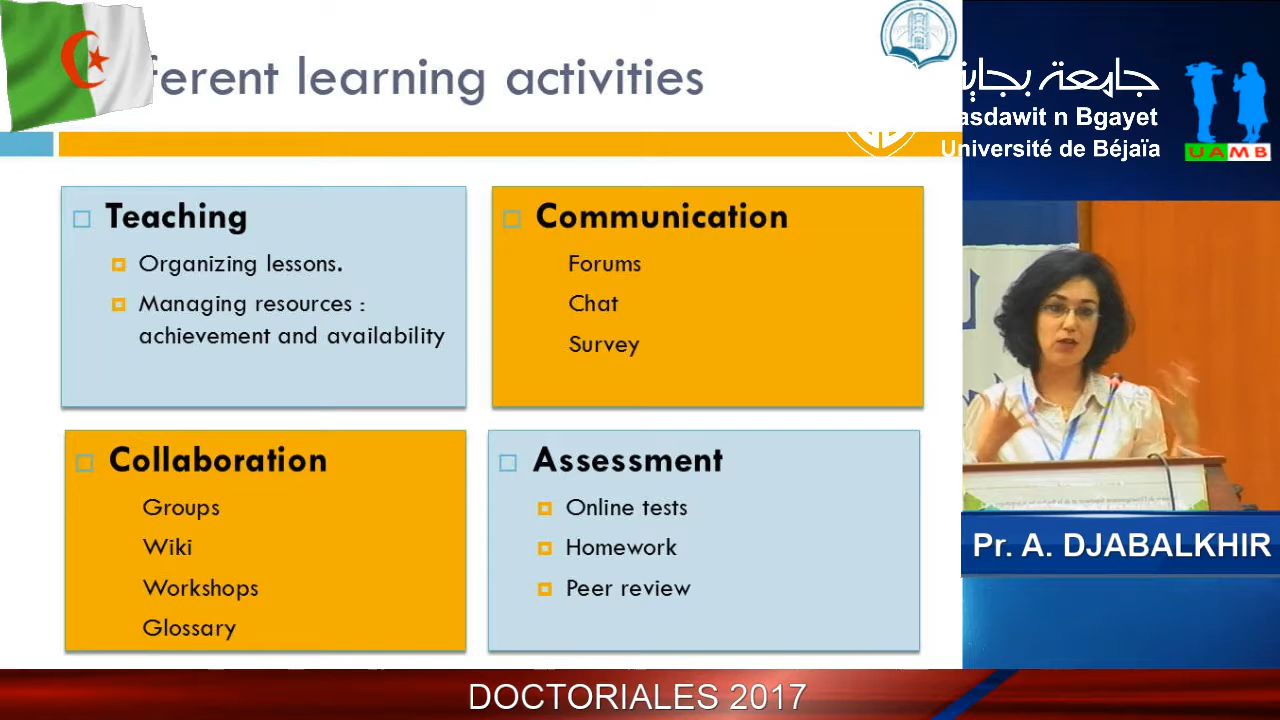 ferent learning activities
جامعة بجاية
asdawit n Bgayet
Université de Béjaïa
UAMB
Teaching
Organizing lessons.
Managing resources :
achievement and availability
Communication
Forums
Chat
Survey
Collaboration
Groups
Wiki
Workshops
Glossary
Assessment
Online tests
Homework
Peer review
Pr. A. DJABALKHIR
DOCTORIALES 2017